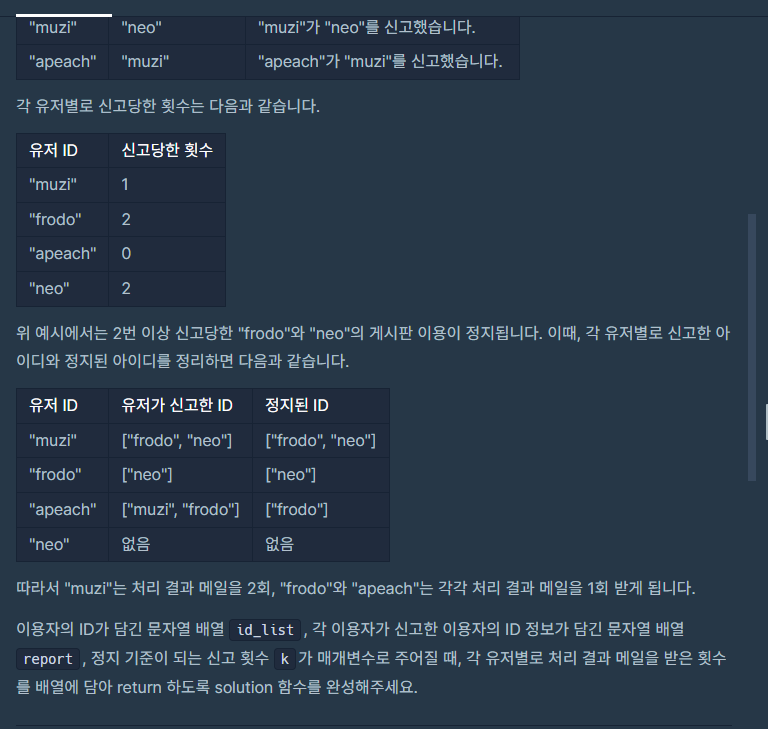 "muzi" "neo" "muzi"가 "neo"를 신고했습니다.
"apeach" "muzi" "apeach"가 "muzi"를 신고했습니다.
각 유저별로 신고당한 횟수는 다음과 같습니다.
유저 ID 신고당한 횟수
"muzi" 1
"frodo" 2
"apeach" 0
"neo" 2
위 예시에서는 2번 이상 신고당한 "frodo"와 "neo"의 게시판 이용이 정지됩니다. 이때, 각 유저별로 신고한 아
이디와 정지된 아이디를 정리하면 다음과 같습니다.
유저 ID 유저가 신고한 ID 정지된 ID
"muzi" ["frodo", "neo"] ["frodo", "neo"]
"frodo" ["neo"] ["neo"]
"apeach" ["muzi", "frodo"] ["frodo"]
"neo" 없음 없음
따라서 "muzi"는 처리 결과 메일을 2회, "frodo"와 "apeach"는 각각 처리 결과 메일을 1회 받게 됩니다.
이용자의 ID가 담긴 문자열 배열 id_list, 각 이용자가 신고한 이용자의 ID 정보가 담긴 문자열 배열
report, 정지 기준이 되는 신고 횟수 k가 매개변수로 주어질 때, 각 유저별로 처리 결과 메일을 받은 횟수
를 배열에 담아 return 하도록 solution 함수를 완성해주세요.